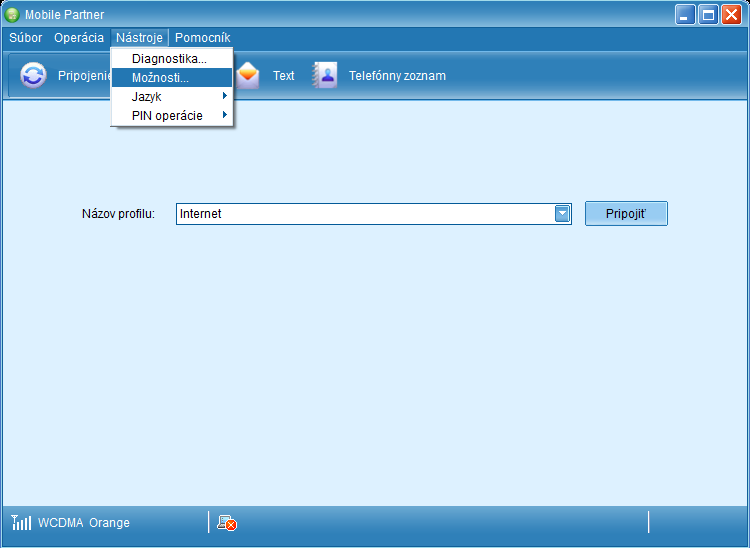 Mobile Partner
Súbor Operácia Nástroje Pomocník
Pripojenie Text Telefónny zoznam
Diagnostika...
Možnosti...
Jazyk
PIN operácie
Názov profilu: Internet Pripojiť
WCDMA Orange